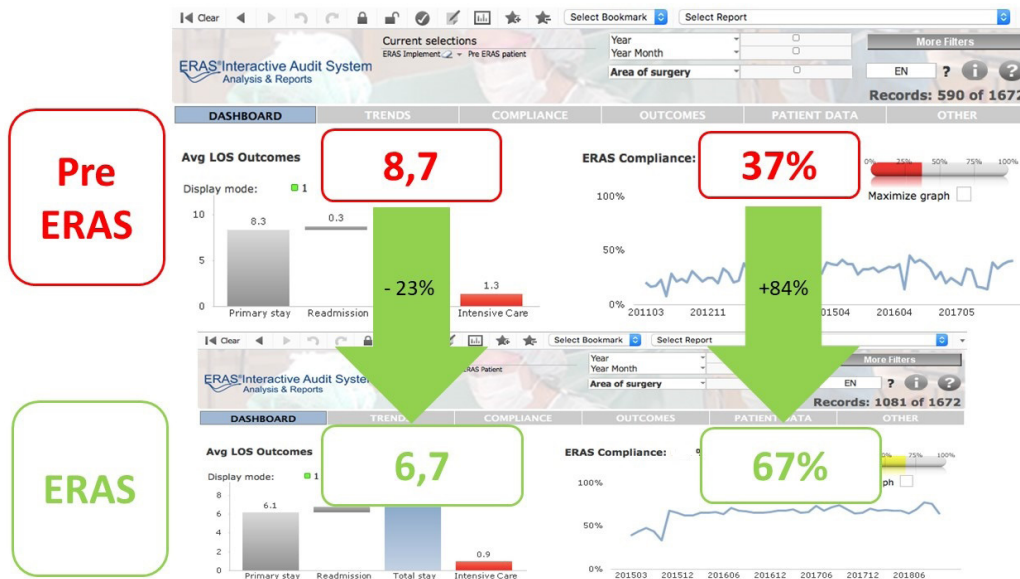 Clear
Select Bookmark
Select Report
Current selections
ERAS Implement
Pre ERAS patient
Year
Year Month
Area of surgery
More Filters
EN
?
i
?
ERAS®Interactive Audit System
Analysis & Reports
Records: 590 of 1672
DASHBOARD
TRENDS
COMPLIANCE
OUTCOMES
PATIENT DATA
OTHER
Pre
ERAS
Avg LOS Outcomes
8,7
Display mode:
1
10
5
0
8.3
0.3
1.3
Primary stay
Readmission
Intensive Care
- 23%
ERAS Compliance:
37%
0%
25%
50%
75%
100%
Maximize graph
100%
50%
0%
201103
201211
201504
201604
201705
+84%
Clear
Select Bookmark
Select Report
ERAS Patient
Year
Year Month
Area of surgery
More Filters
EN
?
i
?
ERAS®Interactive Audit System
Analysis & Reports
Records: 1081 of 1672
DASHBOARD
COMPLIANCE
OUTCOMES
OTHER
ERAS
Avg LOS Outcomes
6,7
Display mode:
1
8
6
4
2
0
6.1
0.9
Primary stay
Readmission
Total stay
Intensive Care
ERAS Compliance:
67%
75%
100%
100%
50%
0%
201503
201512
201606
201612
201706
201712
201806